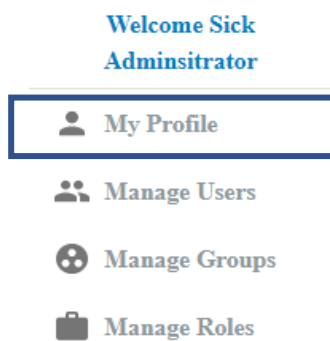 Welcome Sick
Adminsitrator
My Profile
Manage Users
Manage Groups
Manage Roles